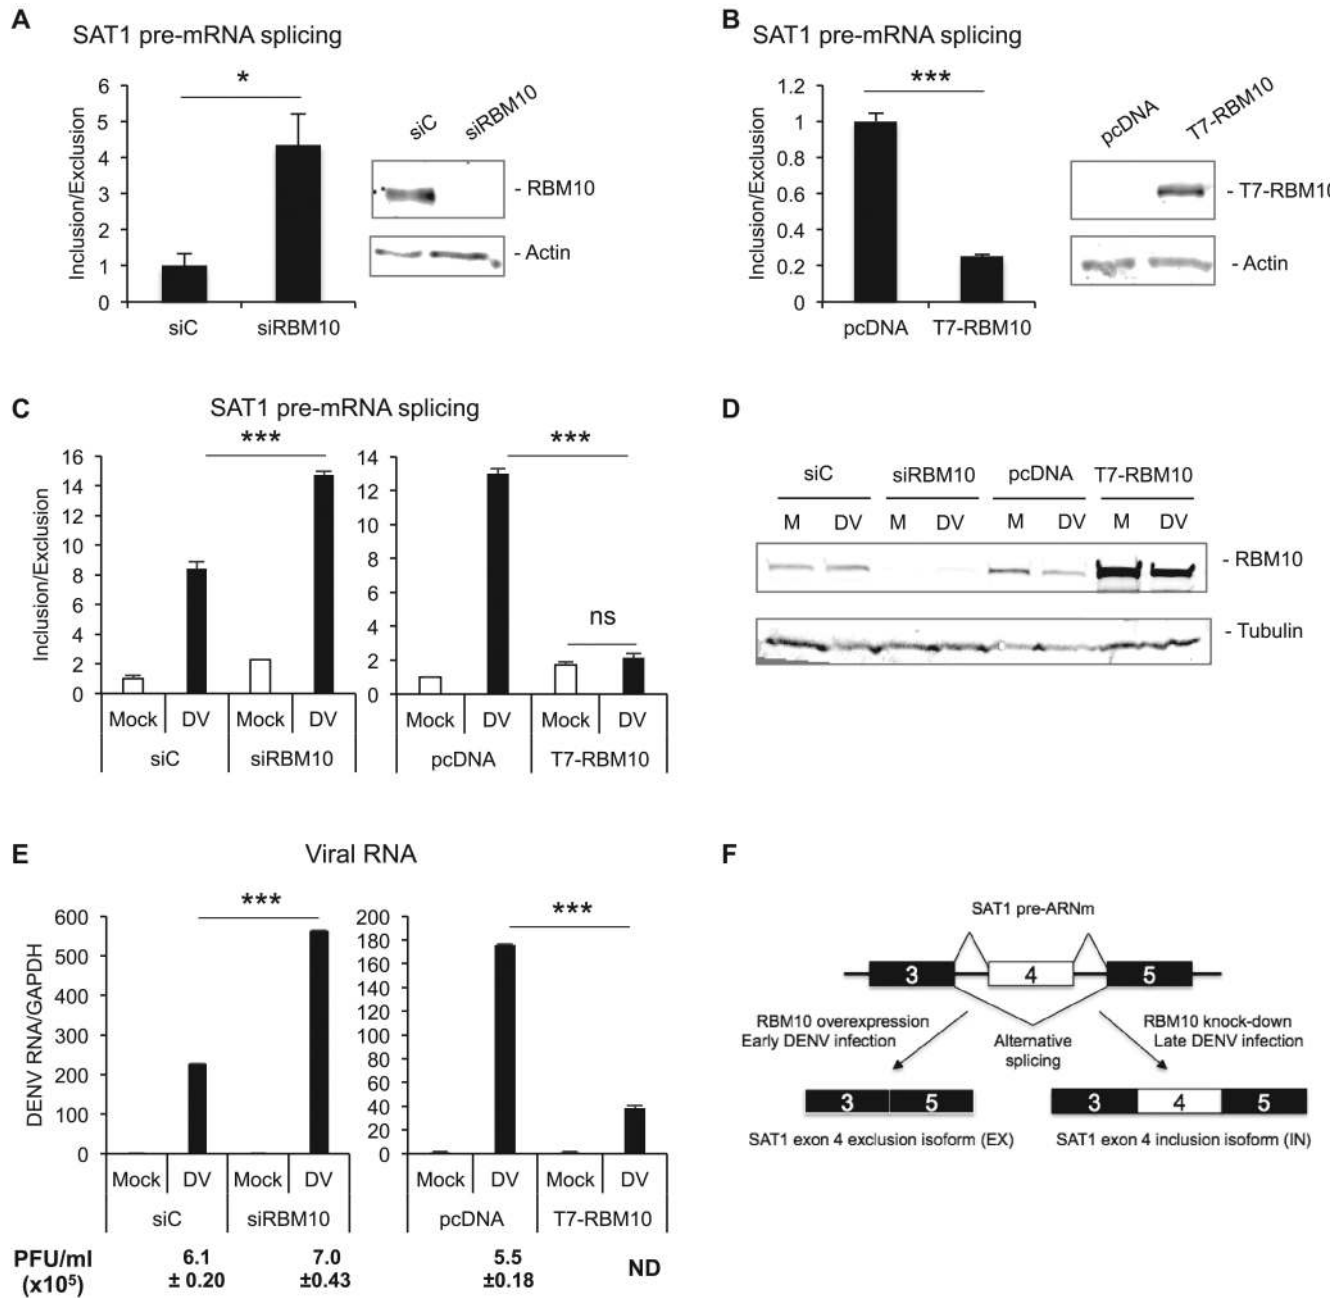 A
SAT1 pre-mRNA splicing
*
6
5
4
3
2
1
0
Inclusion/Exclusion
siC
siRBM10
siC
siRBM10
- RBM10
- Actin
B
SAT1 pre-mRNA splicing
***
1.2
1
0.8
0.6
0.4
0.2
0
Inclusion/Exclusion
pcDNA
T7-RBM10
pcDNA
T7-RBM10
- T7-RBM10
- Actin
C
SAT1 pre-mRNA splicing
***
16
14
12
10
8
6
4
2
0
Inclusion/Exclusion
Mock DV Mock DV
siC siRBM10
***
14
12
10
8
6
4
2
0
ns
Mock DV Mock DV
pcDNA T7-RBM10
D
siC siRBM10 pcDNA T7-RBM10
M DV M DV M DV M DV
- RBM10
- Tubulin
E
Viral RNA
***
600
500
400
300
200
100
0
DENV RNA/GAPDH
Mock DV Mock DV
siC siRBM10
***
200
180
160
140
120
100
80
60
40
20
0
Mock DV Mock DV
pcDNA T7-RBM10
PFU/ml 6.1 7.0 5.5 ND
(x10⁵) ± 0.20 ±0.43 ±0.18
F
SAT1 pre-ARNm
3 4 5
RBM10 overexpression
Early DENV infection
Alternative
splicing
RBM10 knock-down
Late DENV infection
3 5
3 4 5
SAT1 exon 4 exclusion isoform (EX)
SAT1 exon 4 inclusion isoform (IN)